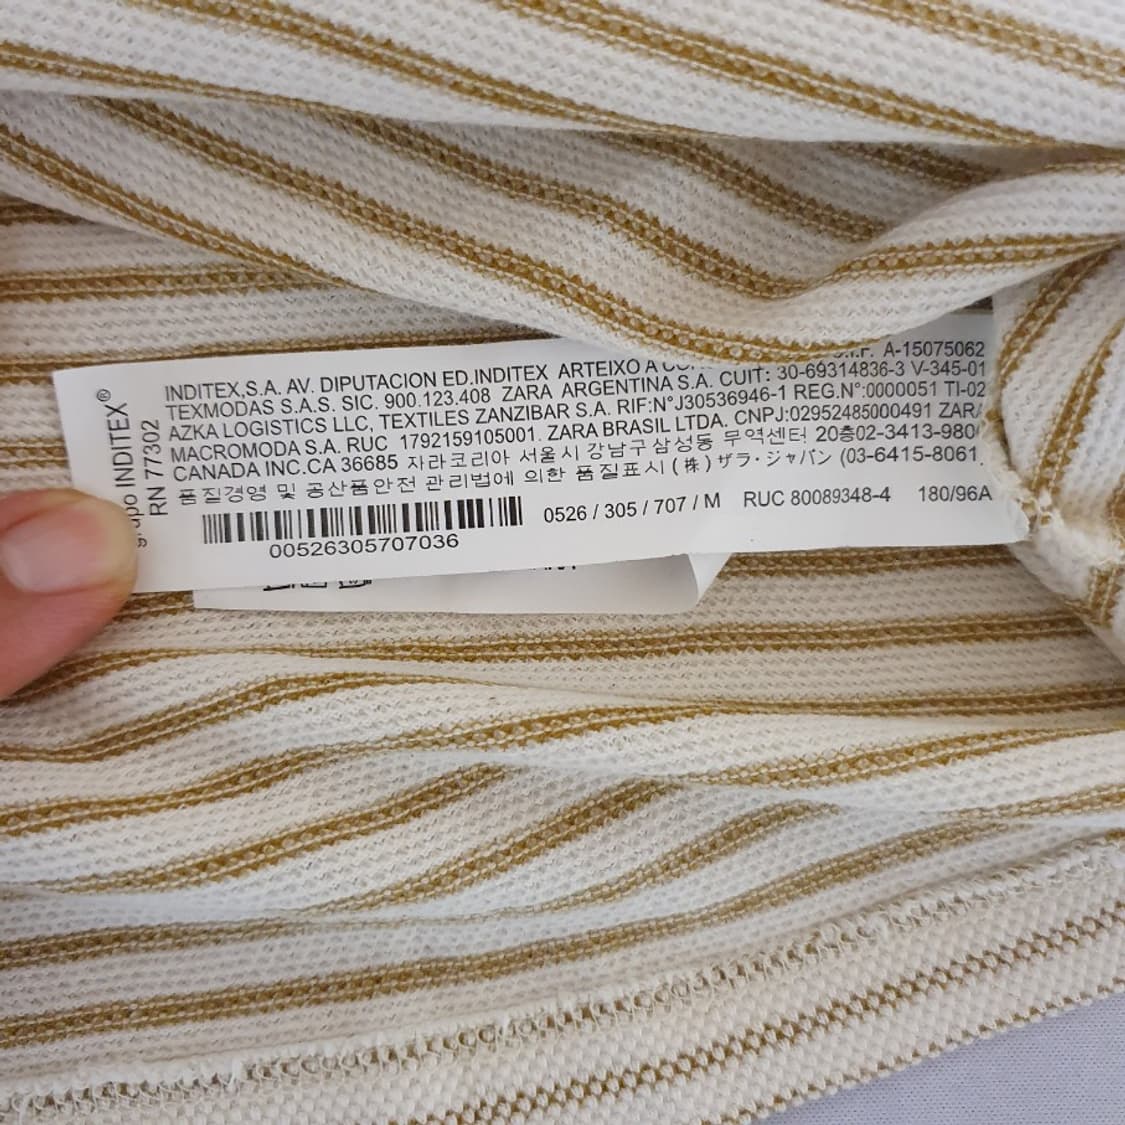 grupo INDITEX®
RN 77302
INDITEX,S.A. AV. DIPUTACION ED.INDITEX ARTEIXO A A-15075062
TEXMODAS S.A.S. SIC. 900.123.408 ZARA ARGENTINA S.A. CUIT: 30-69314836-3 V-345-01
AZKA LOGISTICS LLC, TEXTILES ZANZIBAR S.A. RIF:N°J30536946-1 REG.N°:0000051 TI-02
MACROMODA S.A. RUC 1792159105001. ZARA BRASIL LTDA. CNPJ:02952485000491 ZARA
CANADA INC.CA 36685 자라코리아 서울시 강남구 삼성동 무역센터 20층02-3413-980
품질경영 및 공산품안전 관리법에 의한 품질표시 (株) ザラ・ジャパン (03-6415-8061
0526 / 305 / 707 / M RUC 80089348-4 180/96A
00526305707036